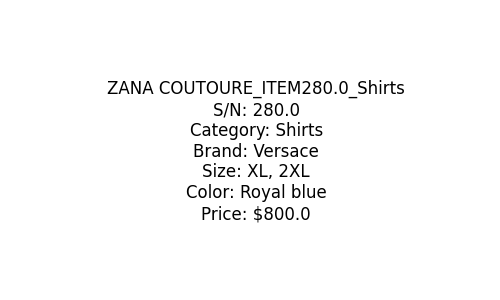 ZANA COUTOURE_ITEM280.0_Shirts
S/N: 280.0
Category: Shirts
Brand: Versace
Size: XL, 2XL
Color: Royal blue
Price: $800.0